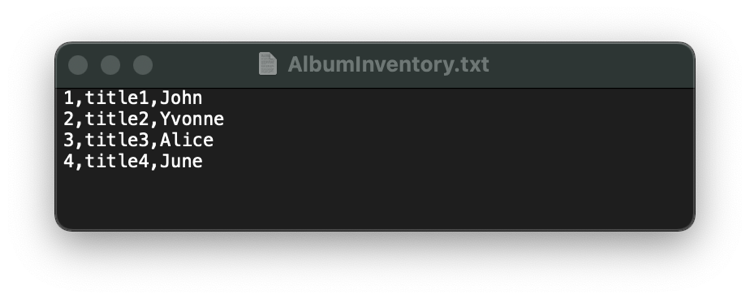 AlbumInventory.txt
1,title1,John
2,title2,Yvonne
3,title3,Alice
4,title4,June